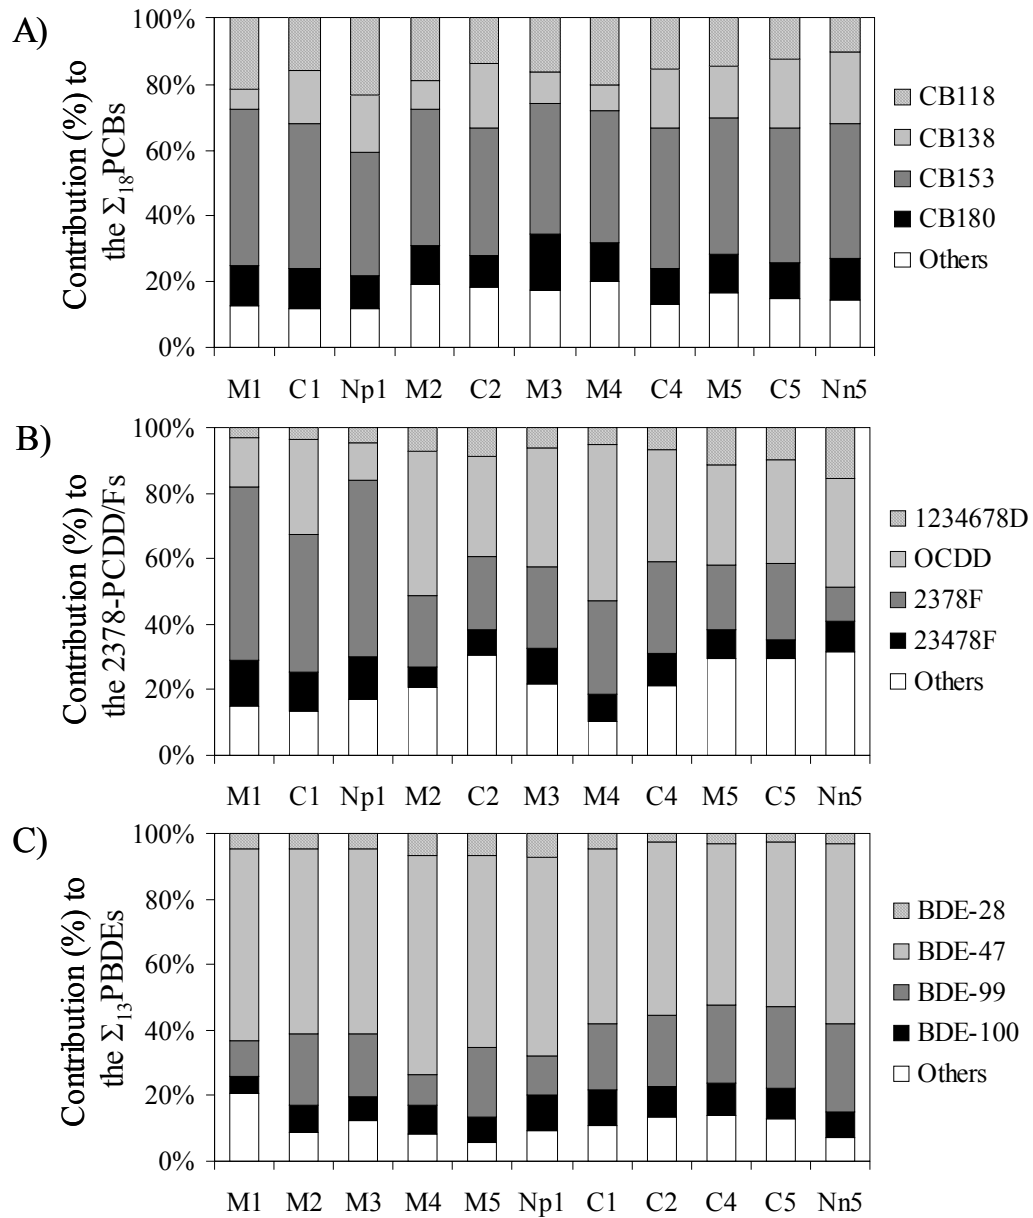 A)
Contribution (%) to
the Σ18PCBs
100%
80%
60%
40%
20%
0%
M1 C1 Np1 M2 C2 M3 M4 C4 M5 C5 Nn5
CB118
CB138
CB153
CB180
Others
B)
Contribution (%) to
the 2378-PCDD/Fs
100%
80%
60%
40%
20%
0%
M1 C1 Np1 M2 C2 M3 M4 C4 M5 C5 Nn5
1234678D
OCDD
2378F
23478F
Others
C)
Contribution (%) to
the Σ13PBDEs
100%
80%
60%
40%
20%
0%
M1 M2 M3 M4 M5 Np1 C1 C2 C4 C5 Nn5
BDE-28
BDE-47
BDE-99
BDE-100
Others